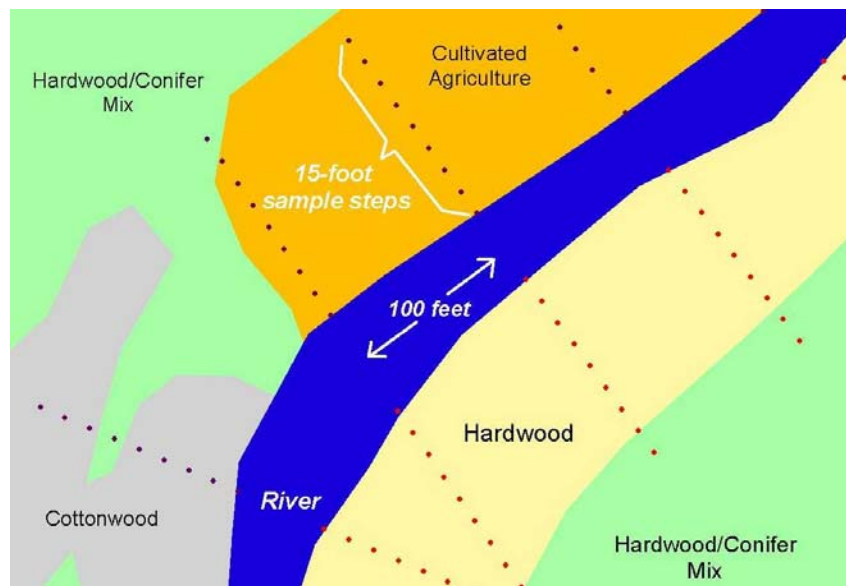 Cultivated
Agriculture
Hardwood/Conifer
Mix
15-foot
sample steps
100 feet
Hardwood
River
Cottonwood
Hardwood/Conifer
Mix